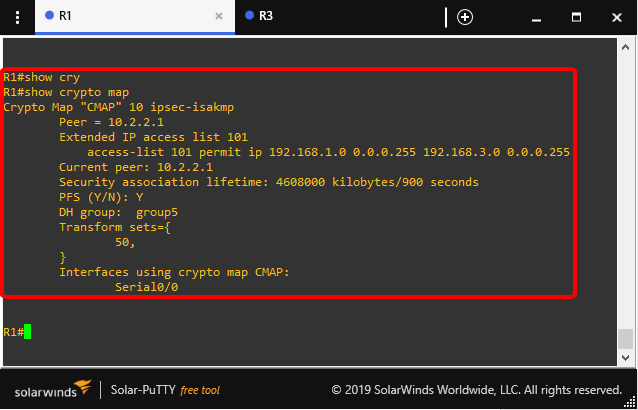 R1
R3
R1#show cry
R1#show crypto map
Crypto Map "CMAP" 10 ipsec-isakmp
Peer = 10.2.2.1
Extended IP access list 101
access-list 101 permit ip 192.168.1.0 0.0.0.255 192.168.3.0 0.0.0.255
Current peer: 10.2.2.1
Security association lifetime: 4608000 kilobytes/900 seconds
PFS (Y/N): Y
DH group:  group5
Transform sets={
50,
}
Interfaces using crypto map CMAP:
Serial0/0
R1#
solarwinds Solar-PuTTY free tool © 2019 SolarWinds Worldwide, LLC. All rights reserved.